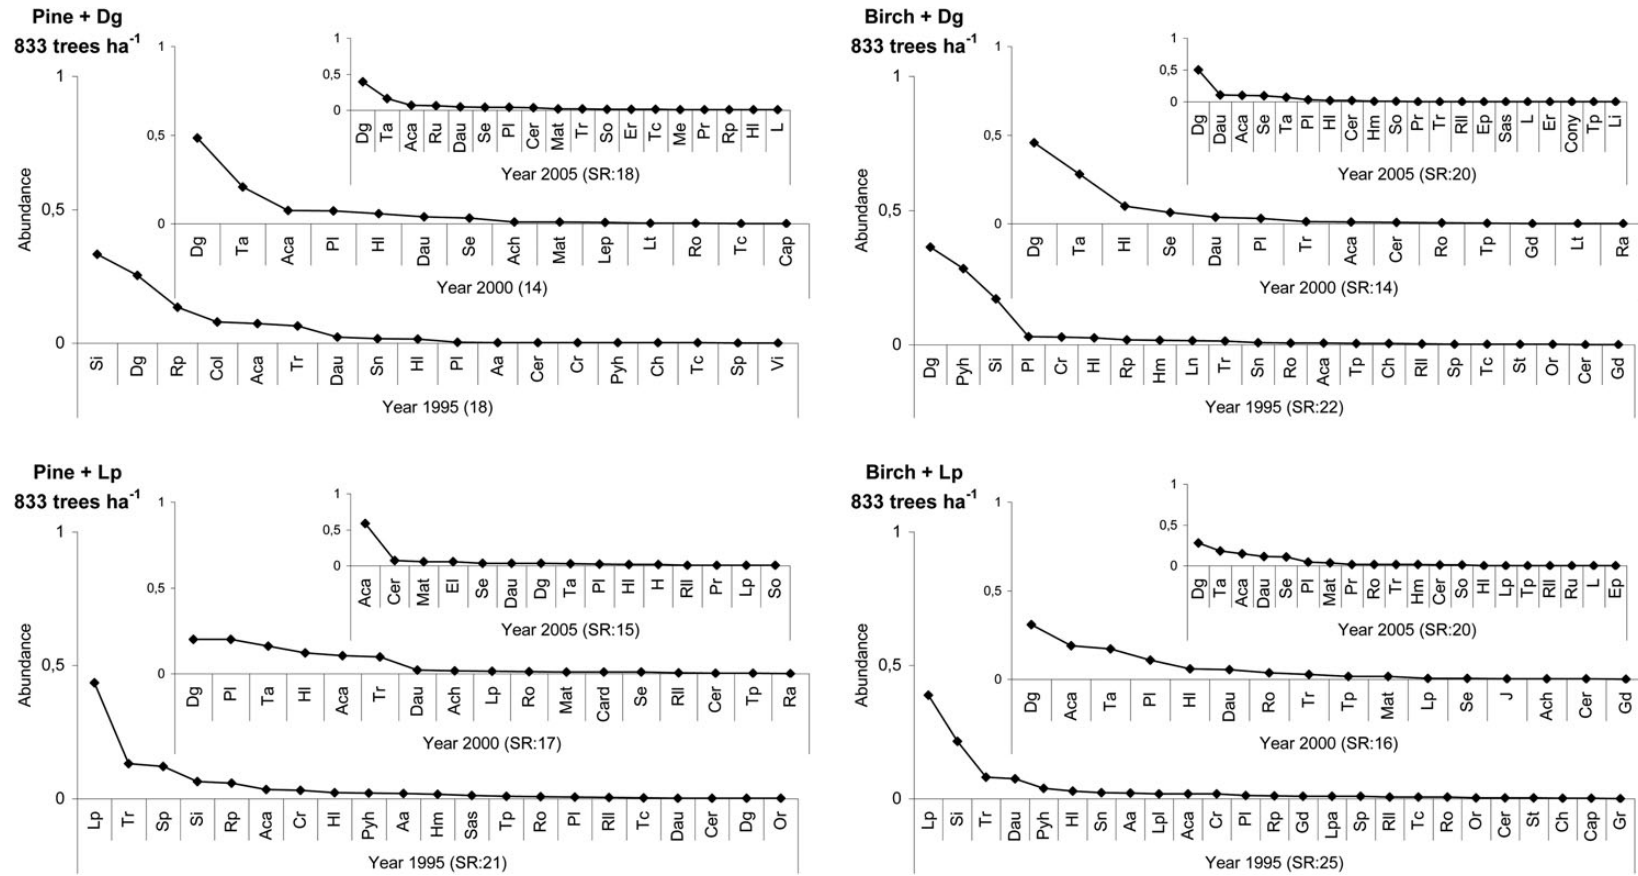 Pine + Dg
833 trees ha-1
1
0,5
0
Abundance
Si Dg Rp Col Aca Tr Dau Sn Hl Pl Aa Cer Cr Pyh Ch Tc Sp Vi
Year 1995 (18)
1
0,5
0
Dg Ta Aca Pl Hl Dau Se Ach Mat Lep Lt Ro Tc Cap
Year 2000 (14)
1
0,5
0
Dg Ta Aca Ru Dau Se Pl Cer Mat Tr So Er Tc Me Pr Rp Hl L
Year 2005 (SR:18)
Birch + Dg
833 trees ha-1
1
0,5
0
Abundance
Dg Pyh Si Pl Cr Hl Rp Hm Ln Tr Sn Ro Aca Tp Ch Rll Sp Tc St Or Cer Gd
Year 1995 (SR:22)
1
0,5
0
Dg Ta Hl Se Dau Pl Tr Aca Cer Ro Tp Gd Lt Ra
Year 2000 (SR:14)
1
0,5
0
Dg Dau Aca Se Ta Pl Hl Cer Hm So Pr Tr Rll Ep Sas L Er Cony Tp Li
Year 2005 (SR:20)
Pine + Lp
833 trees ha-1
1
0,5
0
Abundance
Lp Tr Sp Si Rp Aca Cr Hl Pyh Aa Hm Sas Tp Ro Pl Rll Tc Dau Cer Dg Or
Year 1995 (SR:21)
1
0,5
0
Dg Pl Ta Hl Aca Tr Dau Ach Lp Ro Mat Card Se Rll Cer Tp Ra
Year 2000 (SR:17)
1
0,5
0
Aca Cer Mat El Se Dau Dg Ta Pl Hl H Rll Pr Lp So
Year 2005 (SR:15)
Birch + Lp
833 trees ha-1
1
0,5
0
Abundance
Lp Si Tr Dau Pyh Hl Sn Aa Lpl Aca Cr Pl Rp Gd Lpa Sp Rll Tc Ro Or Cer St Ch Cap Gr
Year 1995 (SR:25)
1
0,5
0
Dg Aca Ta Pl Hl Dau Ro Tr Tp Mat Lp Se J Ach Cer Gd
Year 2000 (SR:16)
1
0,5
0
Dg Ta Aca Dau Se Pl Mat Pr Ro Tr Hm Cer So Hl Lp Tp Rll Ru L Ep
Year 2005 (SR:20)